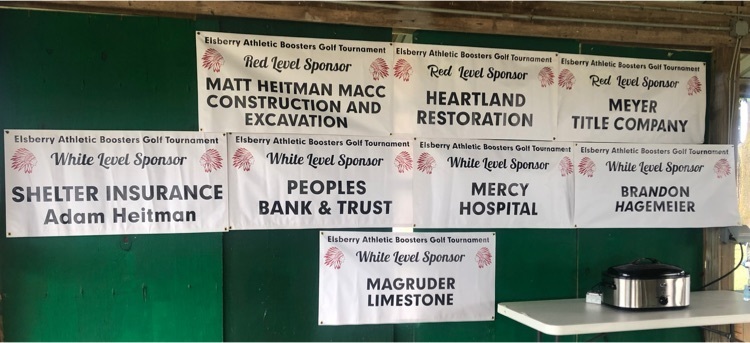 Elsberry Athletic Boosters Golf Tournament
Red Level Sponsor
MATT HEITMAN MACC
CONSTRUCTION AND
EXCAVATION
Elsberry Athletic Boosters Golf Tournament
Red Level Sponsor
HEARTLAND
RESTORATION
Elsberry Athletic Boosters Golf Tournament
Red Level Sponsor
MEYER
TITLE COMPANY
Elsberry Athletic Boosters Golf Tournament
White Level Sponsor
SHELTER INSURANCE
Adam Heitman
Elsberry Athletic Boosters Golf Tournament
White Level Sponsor
PEOPLES
BANK & TRUST
Elsberry Athletic Boosters Golf Tournament
White Level Sponsor
MERCY
HOSPITAL
Elsberry Athletic Boosters Golf Tournament
White Level Sponsor
BRANDON
HAGEMEIER
Elsberry Athletic Boosters Golf Tournament
White Level Sponsor
MAGRUDER
LIMESTONE